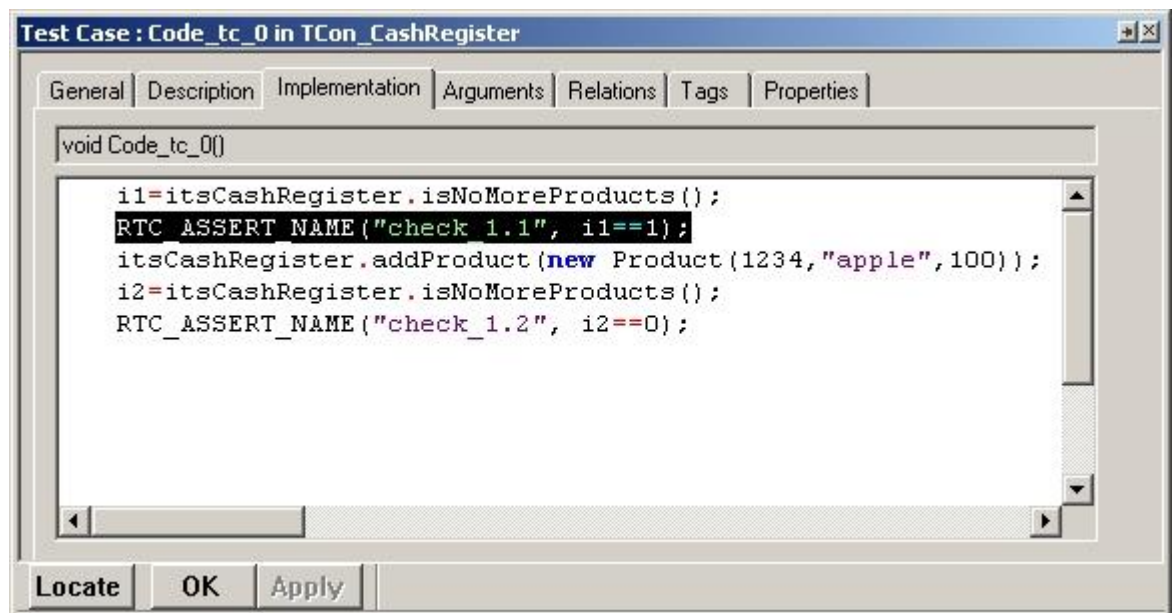 Test Case : Code_tc_0 in TCon_CashRegister
General Description Implementation Arguments Relations Tags Properties
void Code_tc_0()
i1=itsCashRegister.isNoMoreProducts();
RTC_ASSERT_NAME("check_1.1", i1==1);
itsCashRegister.addProduct(new Product(1234,"apple",100));
i2=itsCashRegister.isNoMoreProducts();
RTC_ASSERT_NAME("check_1.2", i2==0);
Locate OK Apply